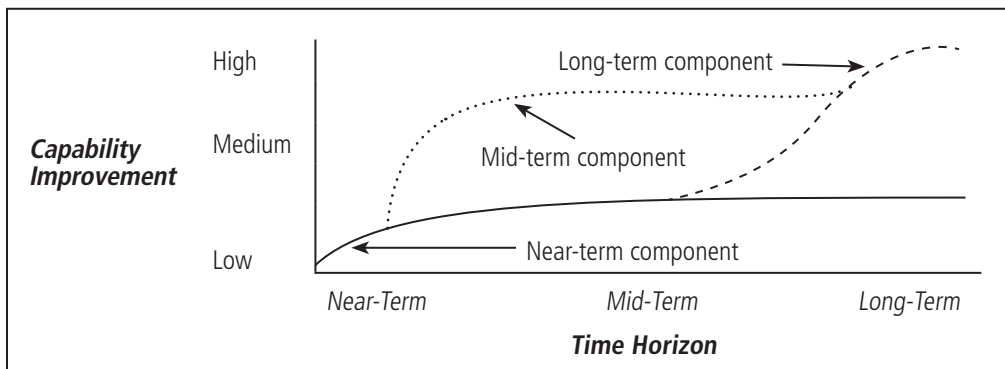 High
Long-term component
Capability
Improvement
Medium
Mid-term component
Low
Near-term component
Near-Term
Mid-Term
Long-Term
Time Horizon